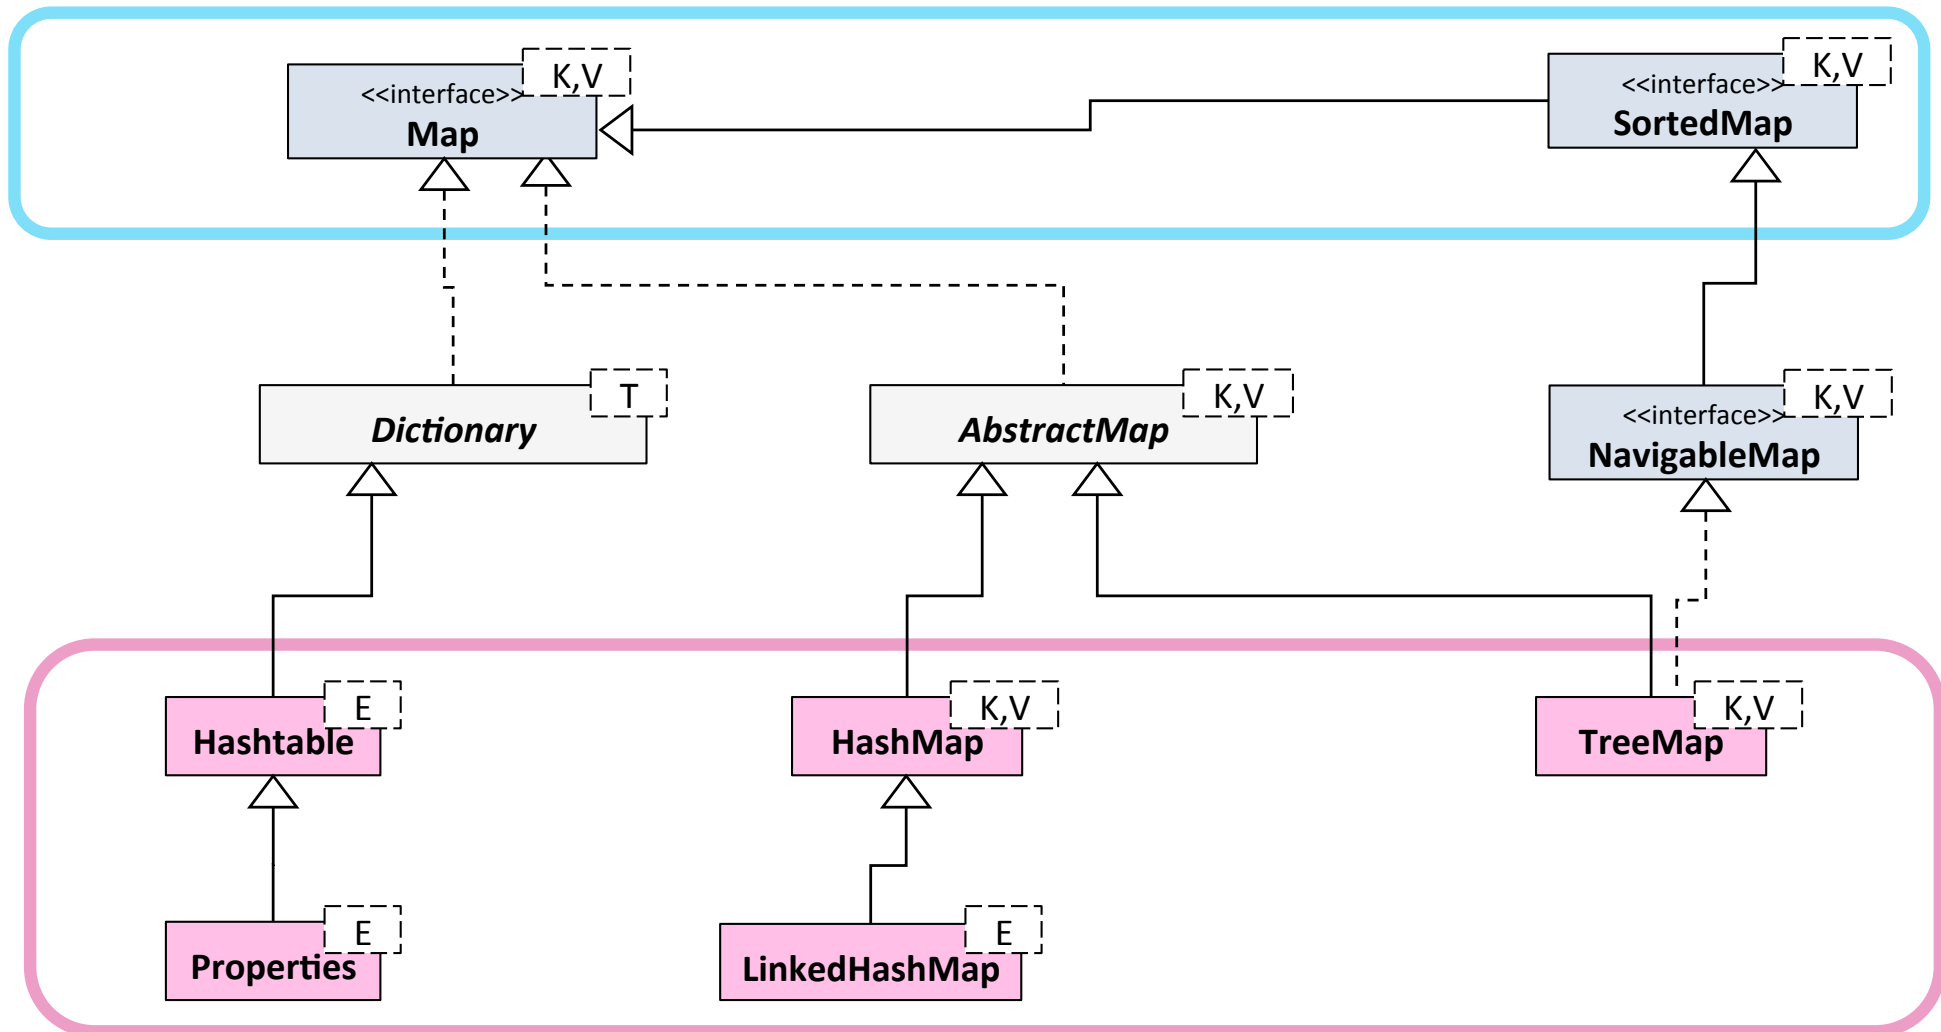 K,V
<<interface>>
Map
K,V
<<interface>>
SortedMap
T
Dictionary
K,V
AbstractMap
K,V
<<interface>>
NavigableMap
E
Hashtable
K,V
HashMap
K,V
TreeMap
E
Properties
E
LinkedHashMap